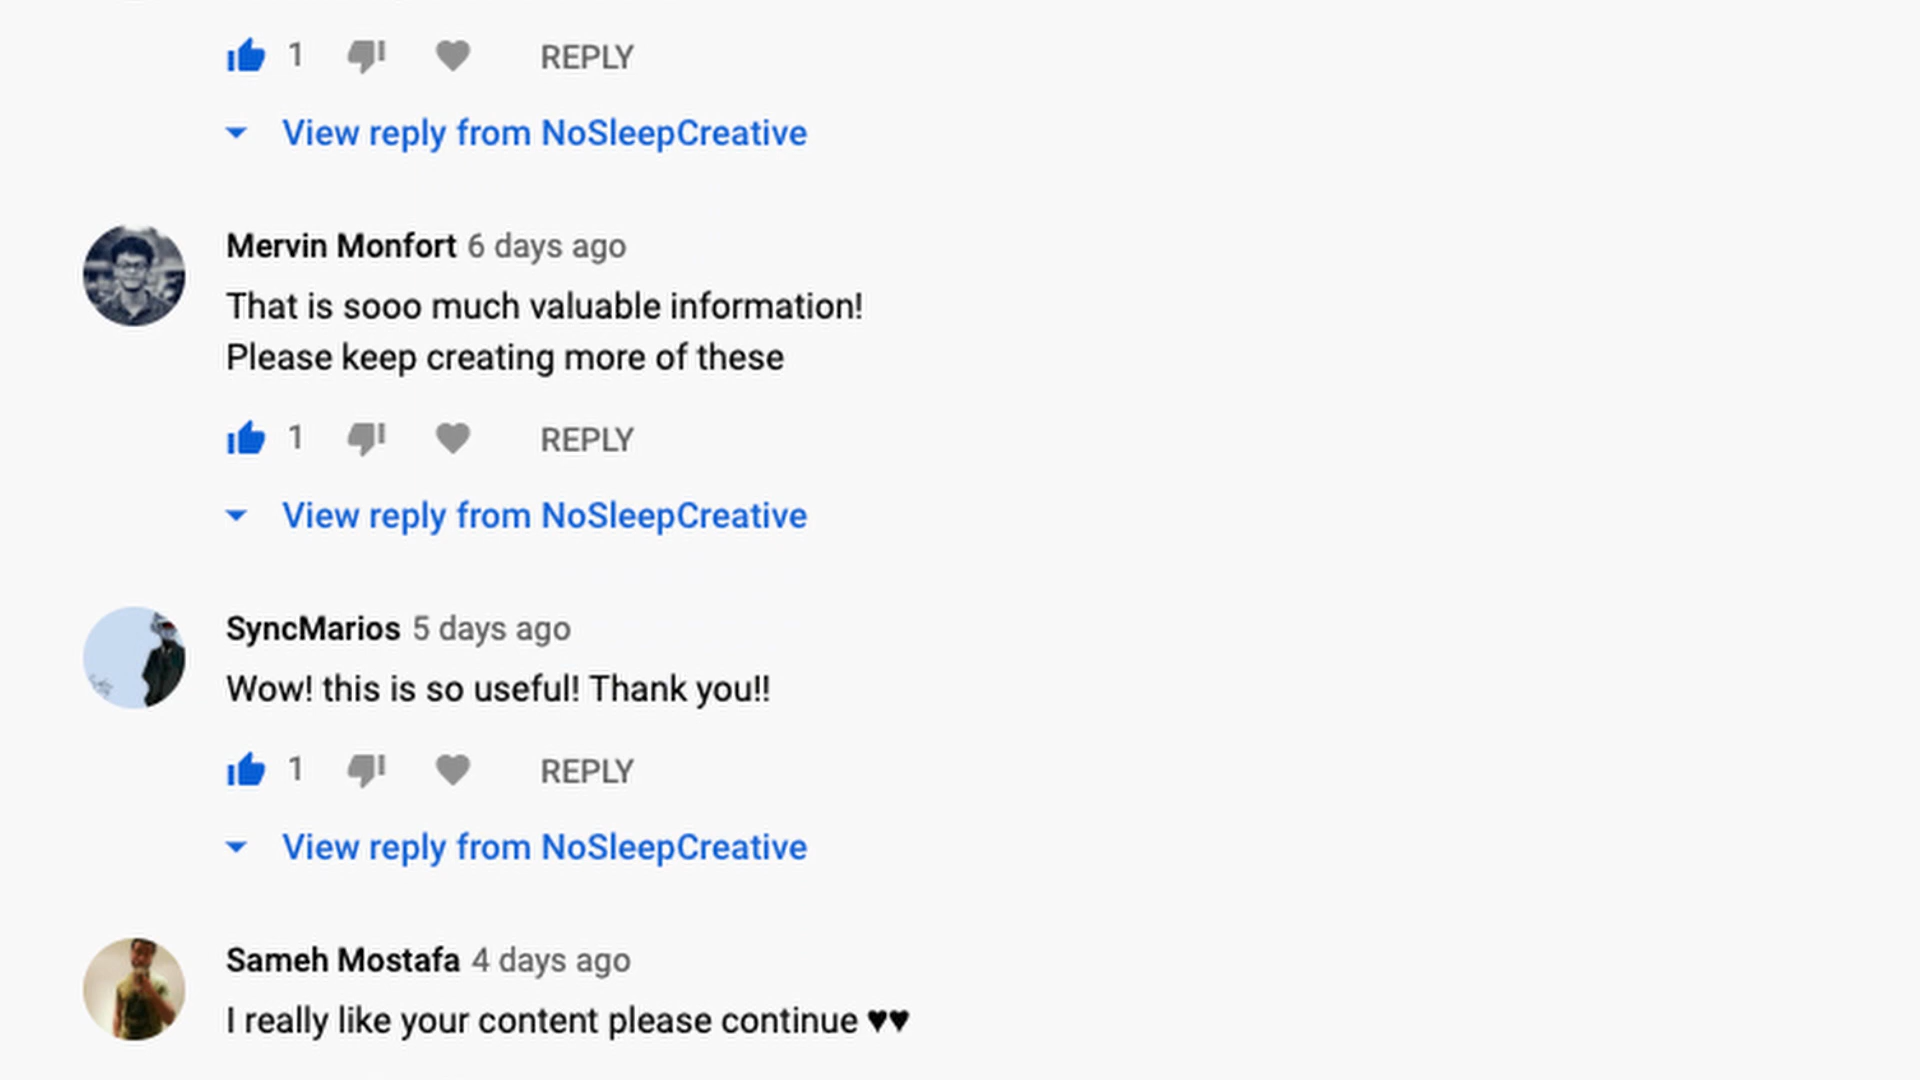 1 REPLY
View reply from NoSleepCreative
Mervin Monfort 6 days ago
That is sooo much valuable information!
Please keep creating more of these
1 REPLY
View reply from NoSleepCreative
SyncMarios 5 days ago
Wow! this is so useful! Thank you!!
1 REPLY
View reply from NoSleepCreative
Sameh Mostafa 4 days ago
I really like your content please continue ♥♥